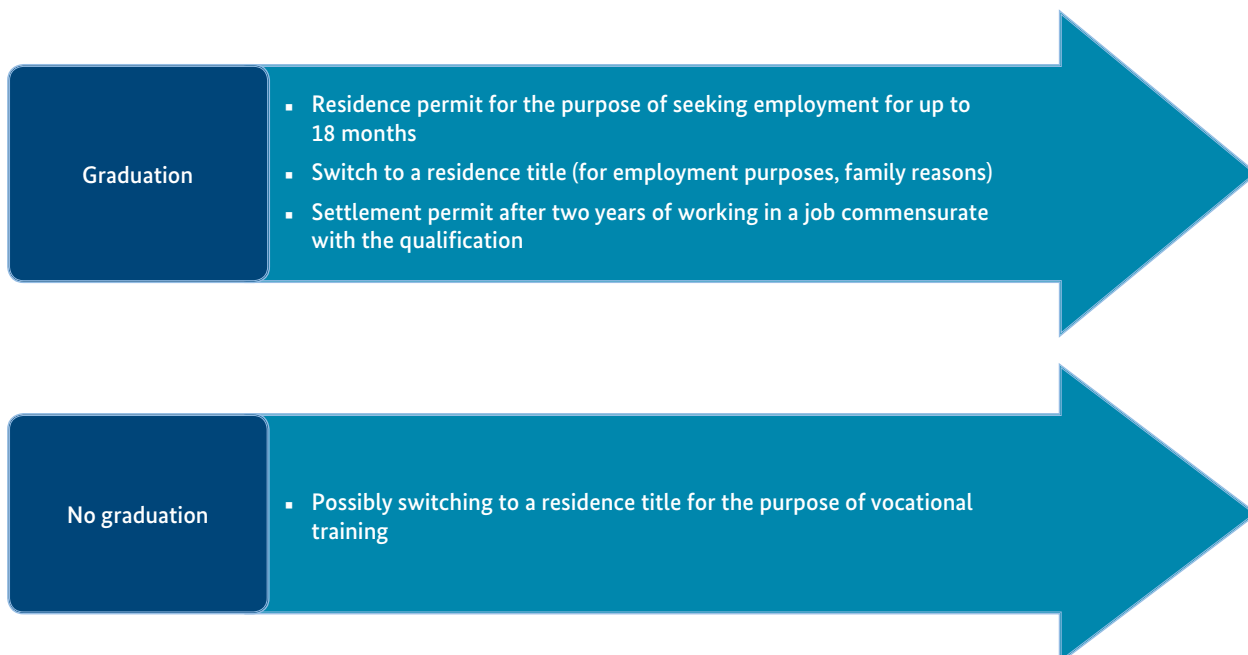 Graduation
▪ Residence permit for the purpose of seeking employment for up to
18 months
▪ Switch to a residence title (for employment purposes, family reasons)
▪ Settlement permit after two years of working in a job commensurate
with the qualification
No graduation
▪ Possibly switching to a residence title for the purpose of vocational
training